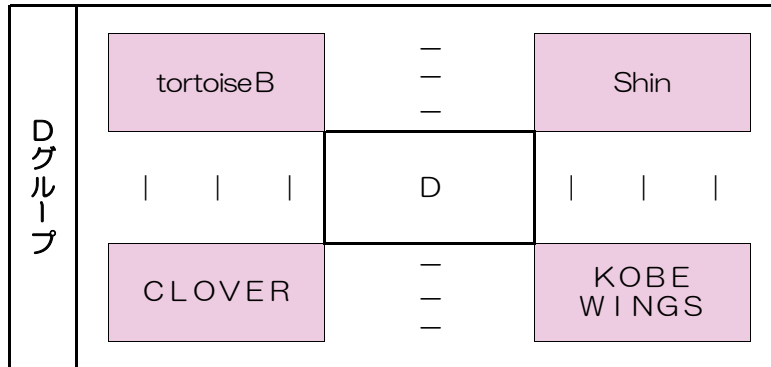 Dグループ
tortoiseB
—
—
—
Shin
| | |
D
| | |
CLOVER
—
—
—
KOBE
WINGS